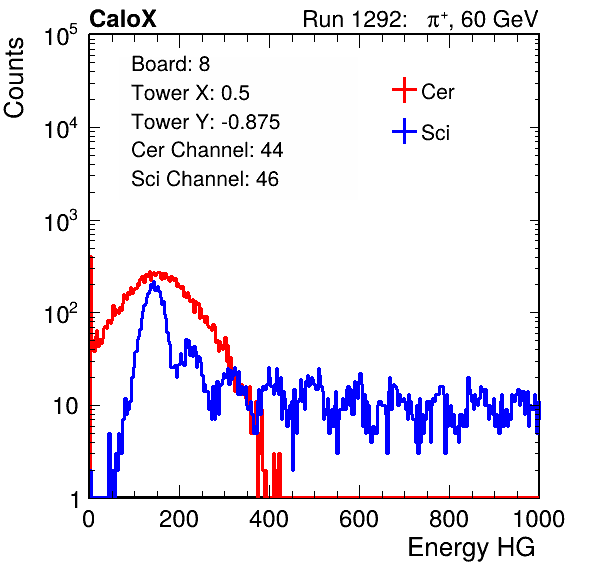 CaloX Run 1292: π⁺, 60 GeV
Counts
10⁵
10⁴
10³
10²
10
1
Board: 8
Tower X: 0.5
Tower Y: -0.875
Cer Channel: 44
Sci Channel: 46
Cer
Sci
0 200 400 600 800 1000
Energy HG